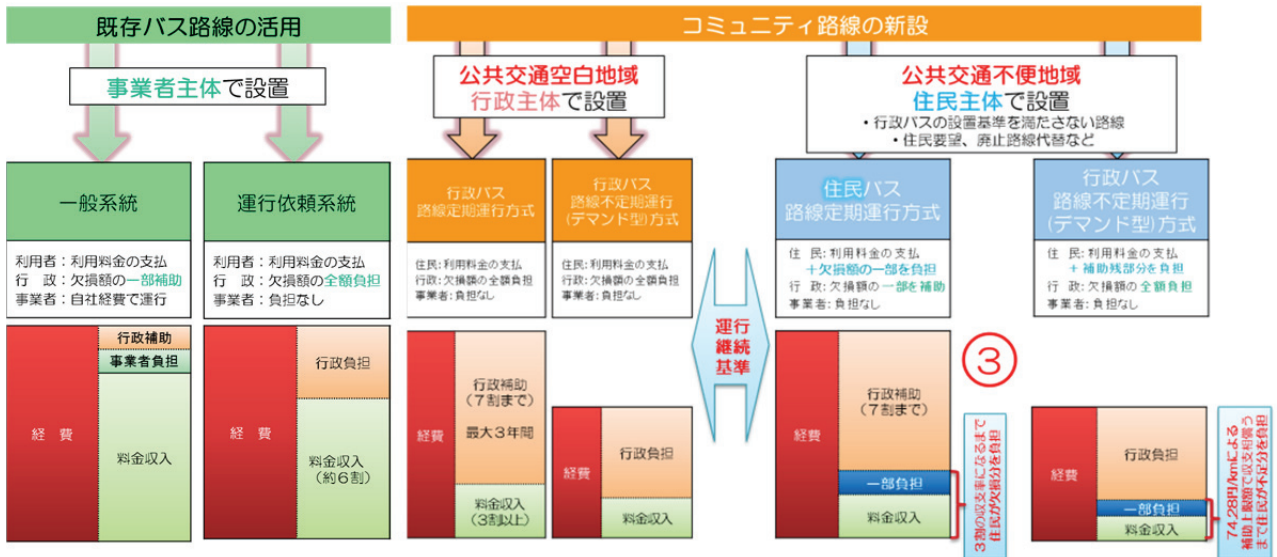 既存バス路線の活用
コミュニティ路線の新設
事業者主体で設置
公共交通空白地域
行政主体で設置
公共交通不便地域
住民主体で設置
・行政バスの設置基準を満たさない路線
・住民要望、廃止路線代替など
一般系統
運行依頼系統
行政バス
路線定期運行方式
行政バス
路線不定期運行
(デマンド型)方式
住民バス
路線定期運行方式
行政バス
路線不定期運行
(デマンド型)方式
利用者：利用料金の支払
行　政：欠損額の一部補助
事業者：自社経費で運行
利用者：利用料金の支払
行　政：欠損額の全額負担
事業者：負担なし
住民：利用料金の支払
行政：欠損額の全額負担
事業者：負担なし
住民：利用料金の支払
行政：欠損額の全額負担
事業者：負担なし
住　民：利用料金の支払
＋欠損額の一部を負担
行　政：欠損額の一部を補助
事業者：負担なし
住　民：利用料金の支払
＋補助残部分を負担
行　政：欠損額の全額負担
事業者：負担なし
経　費
行政補助
事業者負担
料金収入
経　費
行政負担
料金収入
(約６割)
経費
行政補助
(７割まで)
最大３年間
料金収入
(３割以上)
経費
行政負担
料金収入
運行
継続
基準
経費
行政補助
(７割まで)
一部負担
料金収入
③
３割の収支率になるまで
住民が欠損分を負担
経費
行政負担
一部負担
料金収入
74.28円/kmによる
補助上限額で収支相償う
まで住民が不足分を負担